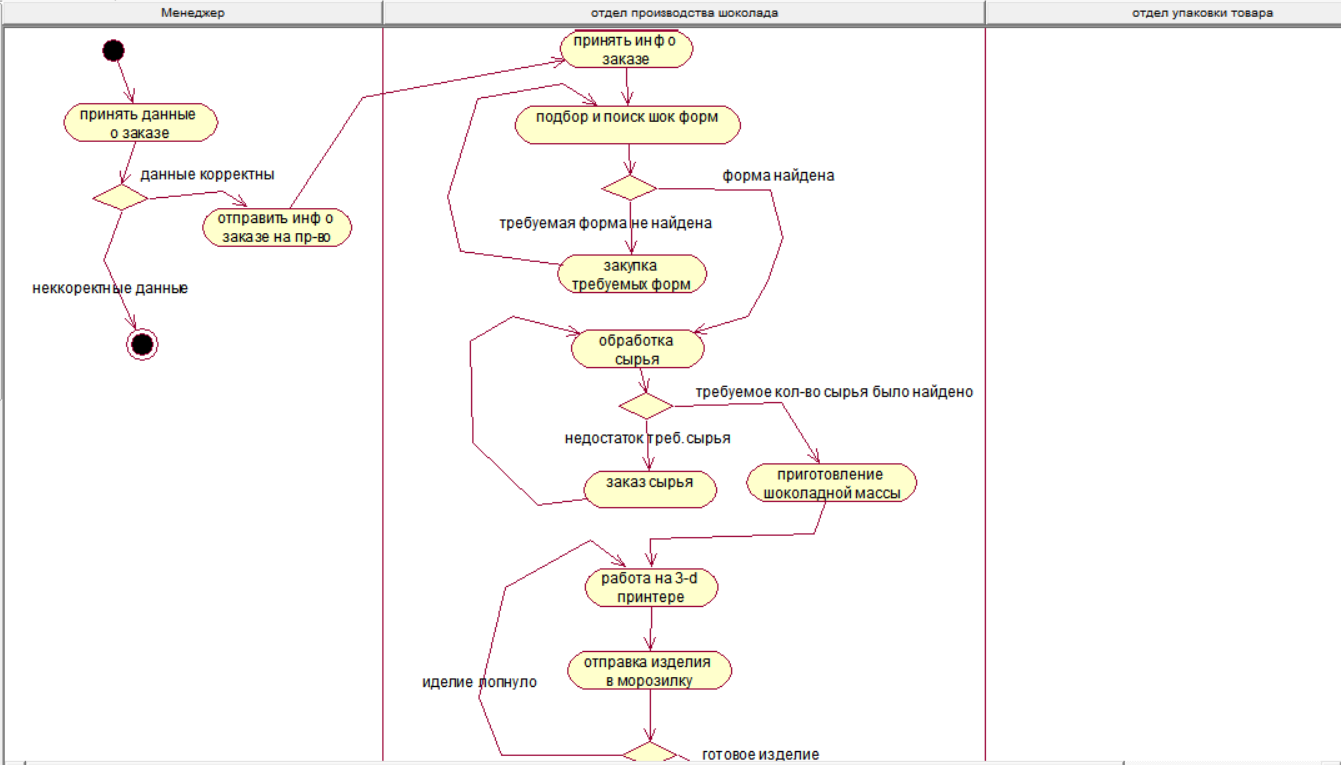 Менеджер
отдел производства шоколада
отдел упаковки товара
принять данные
о заказе
данные корректны
отправить инф о
заказе на пр-во
неккоректные данные
принять инф о
заказе
подбор и поиск шок форм
форма найдена
требуемая форма не найдена
закупка
требуемых форм
обработка
сырья
требуемое кол-во сырья было найдено
недостаток треб.сырья
заказ сырья
приготовление
шоколадной массы
работа на 3-d
принтере
отправка изделия
в морозилку
иделие лопнуло
готовое изделие